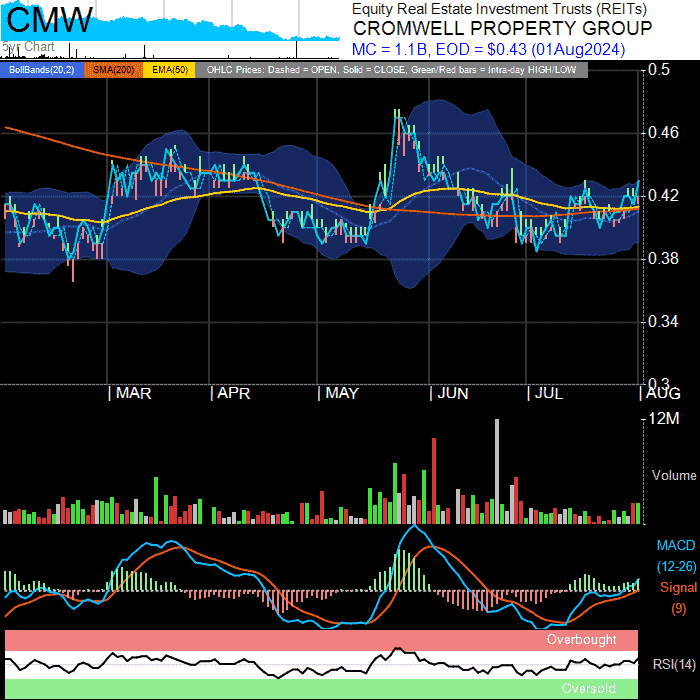 CMW
5yr Chart
Equity Real Estate Investment Trusts (REITs)
CROMWELL PROPERTY GROUP
MC = 1.1B, EOD = $0.43 (01Aug2024)
BollBands(20,2) SMA(200) EMA(50) OHLC Prices: Dashed = OPEN, Solid = CLOSE, Green/Red bars = Intra-day HIGH/LOW
0.5
0.46
0.42
0.38
0.34
0.3
MAR APR MAY JUN JUL AUG
12M
Volume
MACD
(12-26)
Signal
(9)
Overbought
RSI(14)
Oversold